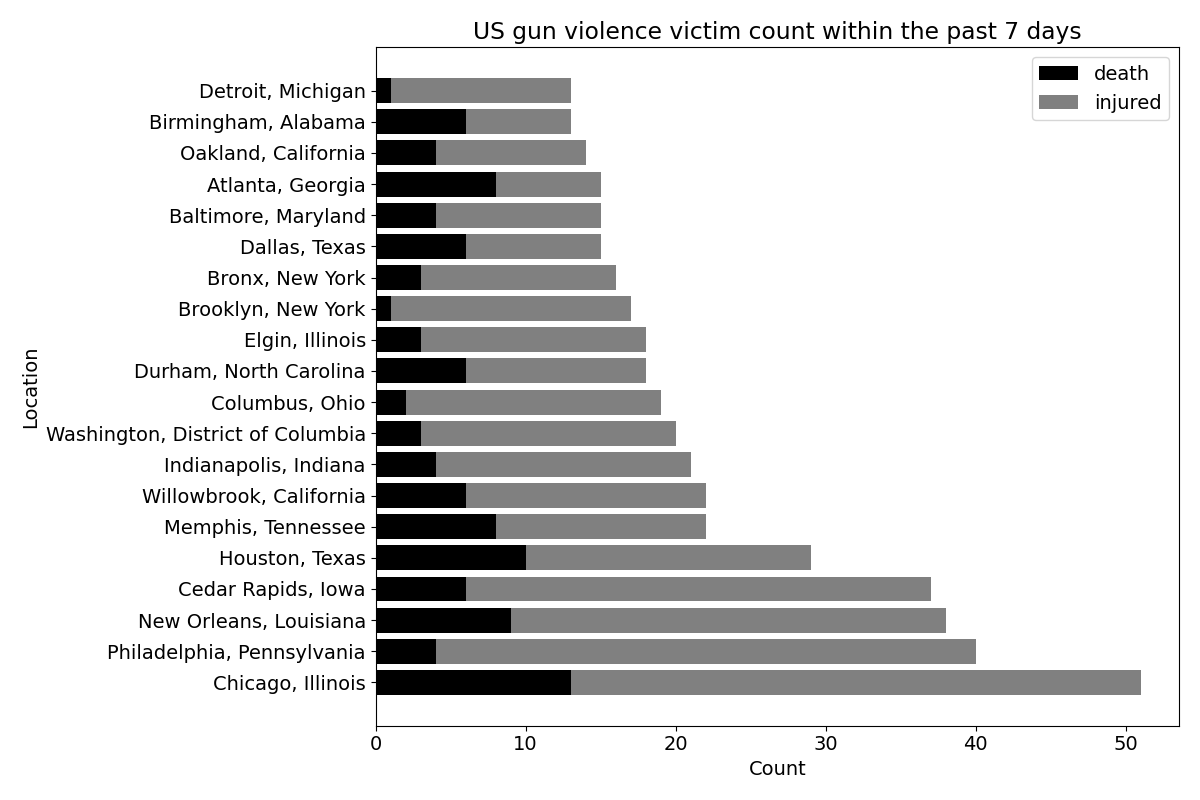 US gun violence victim count within the past 7 days
death
injured
Detroit, Michigan
Birmingham, Alabama
Oakland, California
Atlanta, Georgia
Baltimore, Maryland
Dallas, Texas
Bronx, New York
Brooklyn, New York
Elgin, Illinois
Durham, North Carolina
Columbus, Ohio
Washington, District of Columbia
Indianapolis, Indiana
Willowbrook, California
Memphis, Tennessee
Houston, Texas
Cedar Rapids, Iowa
New Orleans, Louisiana
Philadelphia, Pennsylvania
Chicago, Illinois
Location
0 10 20 30 40 50
Count